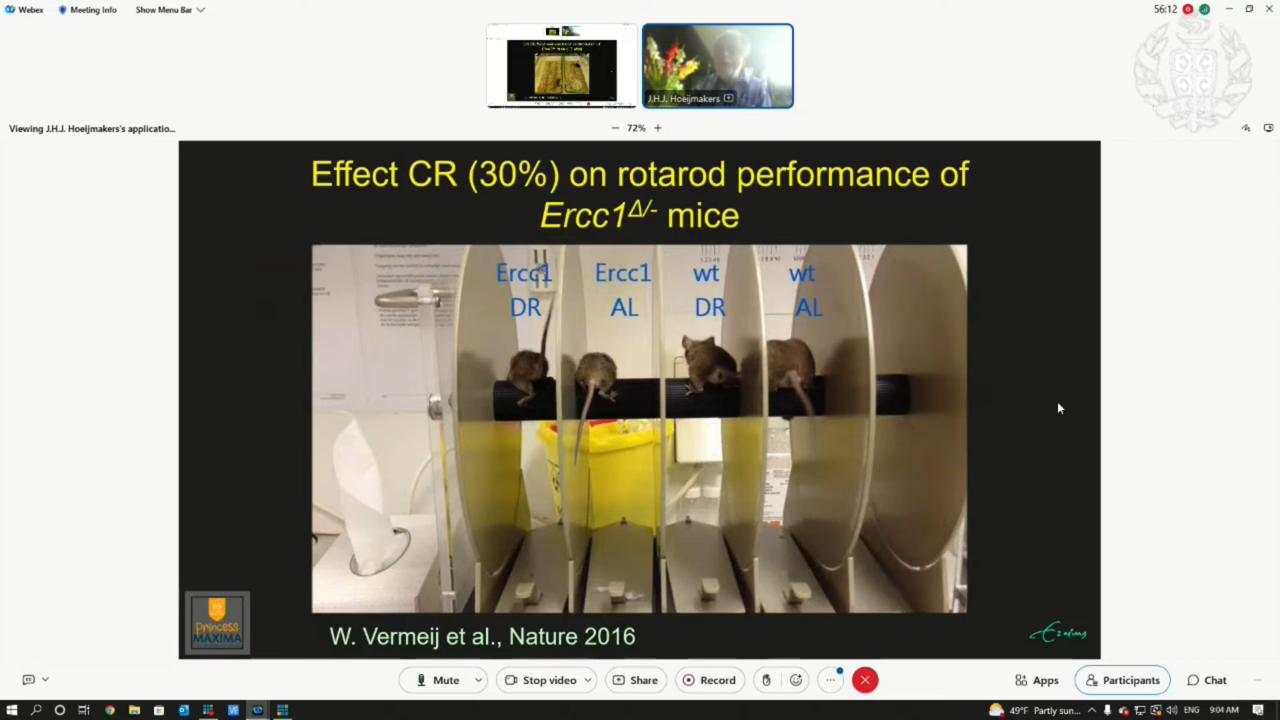 Webex
Meeting Info
Show Menu Bar
56:12
J.H.J. Hoeijmakers
Viewing J.H.J. Hoeijmakers's applicatio...
72%
Effect CR (30%) on rotarod performance of
Ercc1Δ/- mice
Ercc1 Ercc1 wt wt
DR AL DR AL
princess
MÁXIMA
W. Vermeij et al., Nature 2016
Erasmus
Mute
Stop video
Share
Record
Apps
Participants
Chat
49°F Partly sun...
ENG
9:04 AM